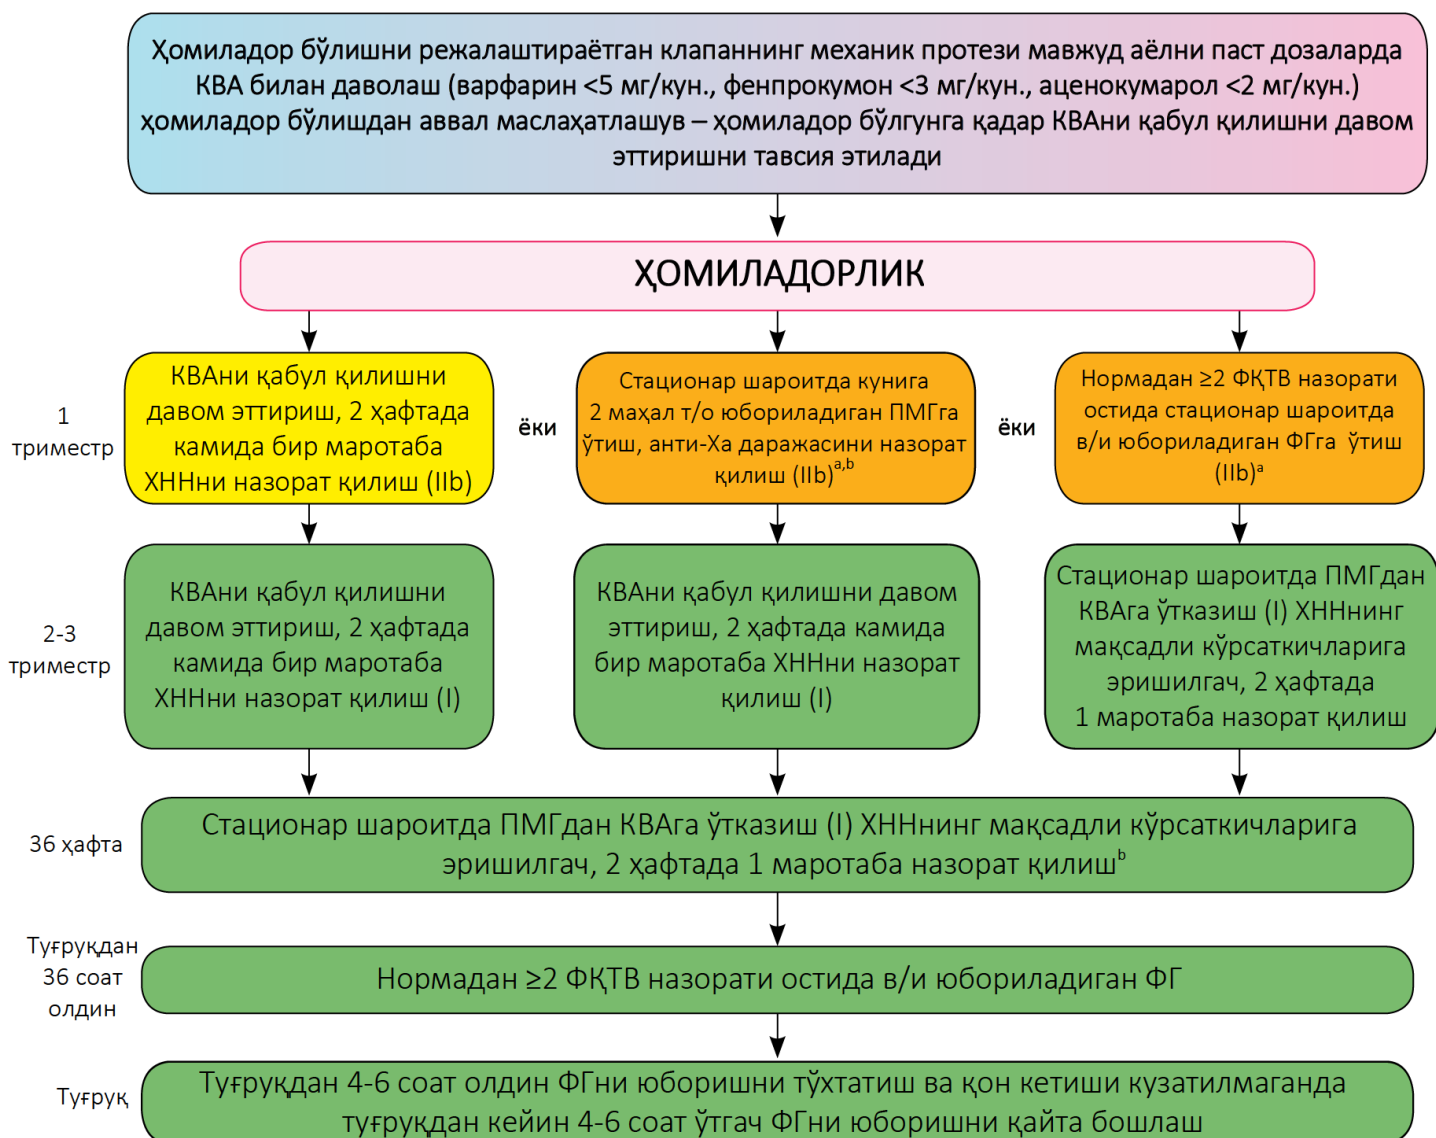 Ҳомиладор бўлишни режалаштираётган клапаннинг механик протези мавжуд аёлни паст дозаларда
КВА билан даволаш (варфарин <5 мг/кун., фенпрокумон <3 мг/кун., аценокумарол <2 мг/кун.)
ҳомиладор бўлишдан аввал маслаҳатлашув – ҳомиладор бўлгунга қадар КВАни қабул қилишни давом
эттиришни тавсия этилади
ҲОМИЛАДОРЛИК
1
триместр
КВАни қабул қилишни
давом эттириш, 2 ҳафтада
камида бир маротаба
ХННни назорат қилиш (IIb)
ёки
Стационар шароитда кунига
2 маҳал т/о юбориладиган ПМГга
ўтиш, анти-Ха даражасини назорат
қилиш (IIb)a,b
ёки
Нормадан ≥2 ФҚТВ назорати
остида стационар шароитда
в/и юбориладиган ФГга ўтиш
(IIb)a
2-3
триместр
КВАни қабул қилишни
давом эттириш, 2 ҳафтада
камида бир маротаба
ХННни назорат қилиш (I)
КВАни қабул қилишни давом
эттириш, 2 ҳафтада камида
бир маротаба ХННни назорат
қилиш (I)
Стационар шароитда ПМГдан
КВАга ўтказиш (I) ХННнинг
мақсадли кўрсаткичларига
эришилгач, 2 ҳафтада
1 маротаба назорат қилиш
36 ҳафта
Стационар шароитда ПМГдан КВАга ўтказиш (I) ХННнинг мақсадли кўрсаткичларига
эришилгач, 2 ҳафтада 1 маротаба назорат қилишb
Туғруқдан
36 соат
олдин
Нормадан ≥2 ФҚТВ назорати остида в/и юбориладиган ФГ
Туғруқ
Туғруқдан 4-6 соат олдин ФГни юборишни тўхтатиш ва қон кетиши кузатилмаганда
туғруқдан кейин 4-6 соат ўтгач ФГни юборишни қайта бошлаш